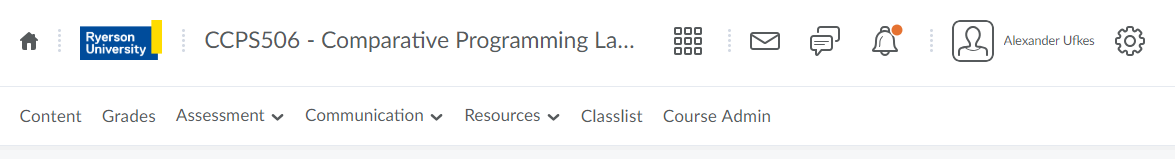 Ryerson
University
CCPS506 - Comparative Programming La...
Alexander Ufkes
Content Grades Assessment Communication Resources Classlist Course Admin